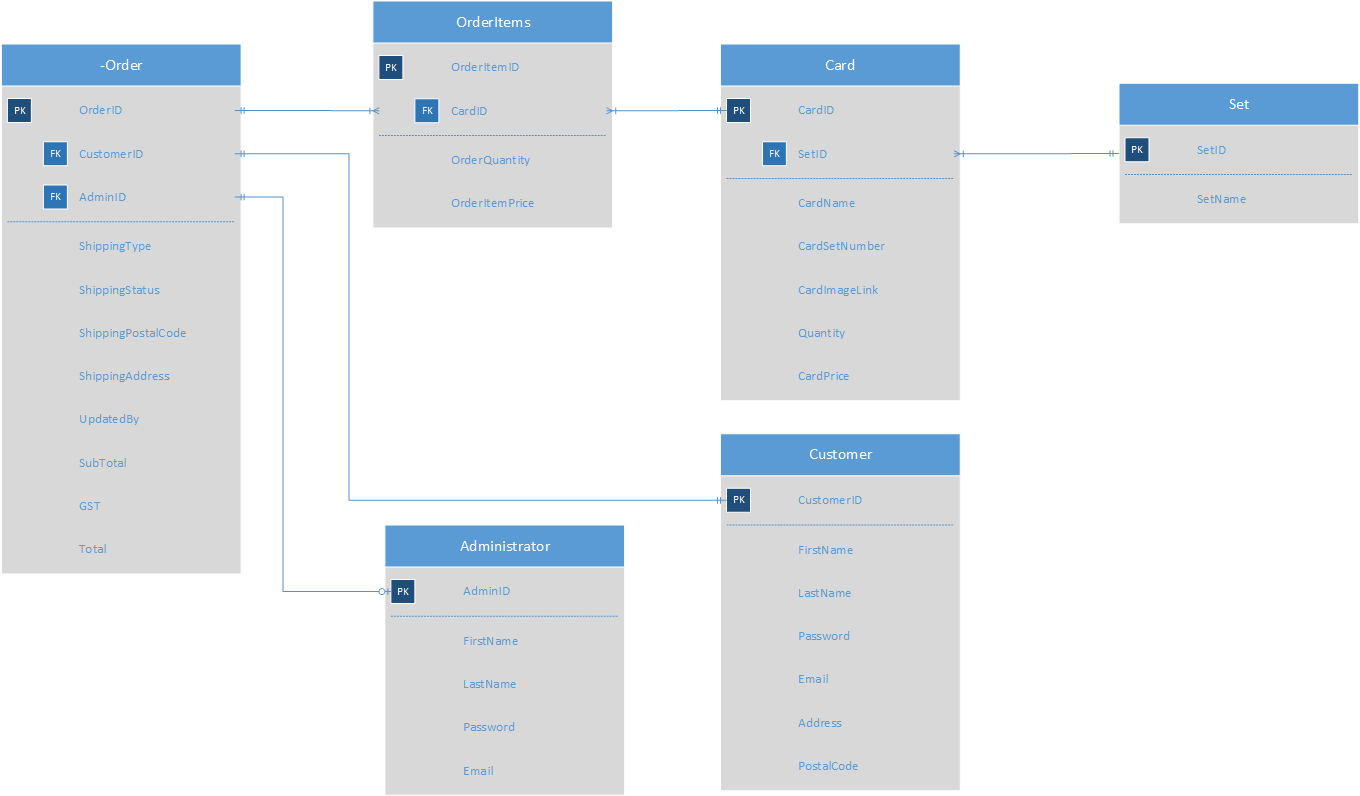 -Order
PK OrderID
FK CustomerID
FK AdminID
ShippingType
ShippingStatus
ShippingPostalCode
ShippingAddress
UpdatedBy
SubTotal
GST
Total
OrderItems
PK OrderItemID
FK CardID
OrderQuantity
OrderItemPrice
Card
PK CardID
FK SetID
CardName
CardSetNumber
CardImageLink
Quantity
CardPrice
Set
PK SetID
SetName
Administrator
PK AdminID
FirstName
LastName
Password
Email
Customer
PK CustomerID
FirstName
LastName
Password
Email
Address
PostalCode